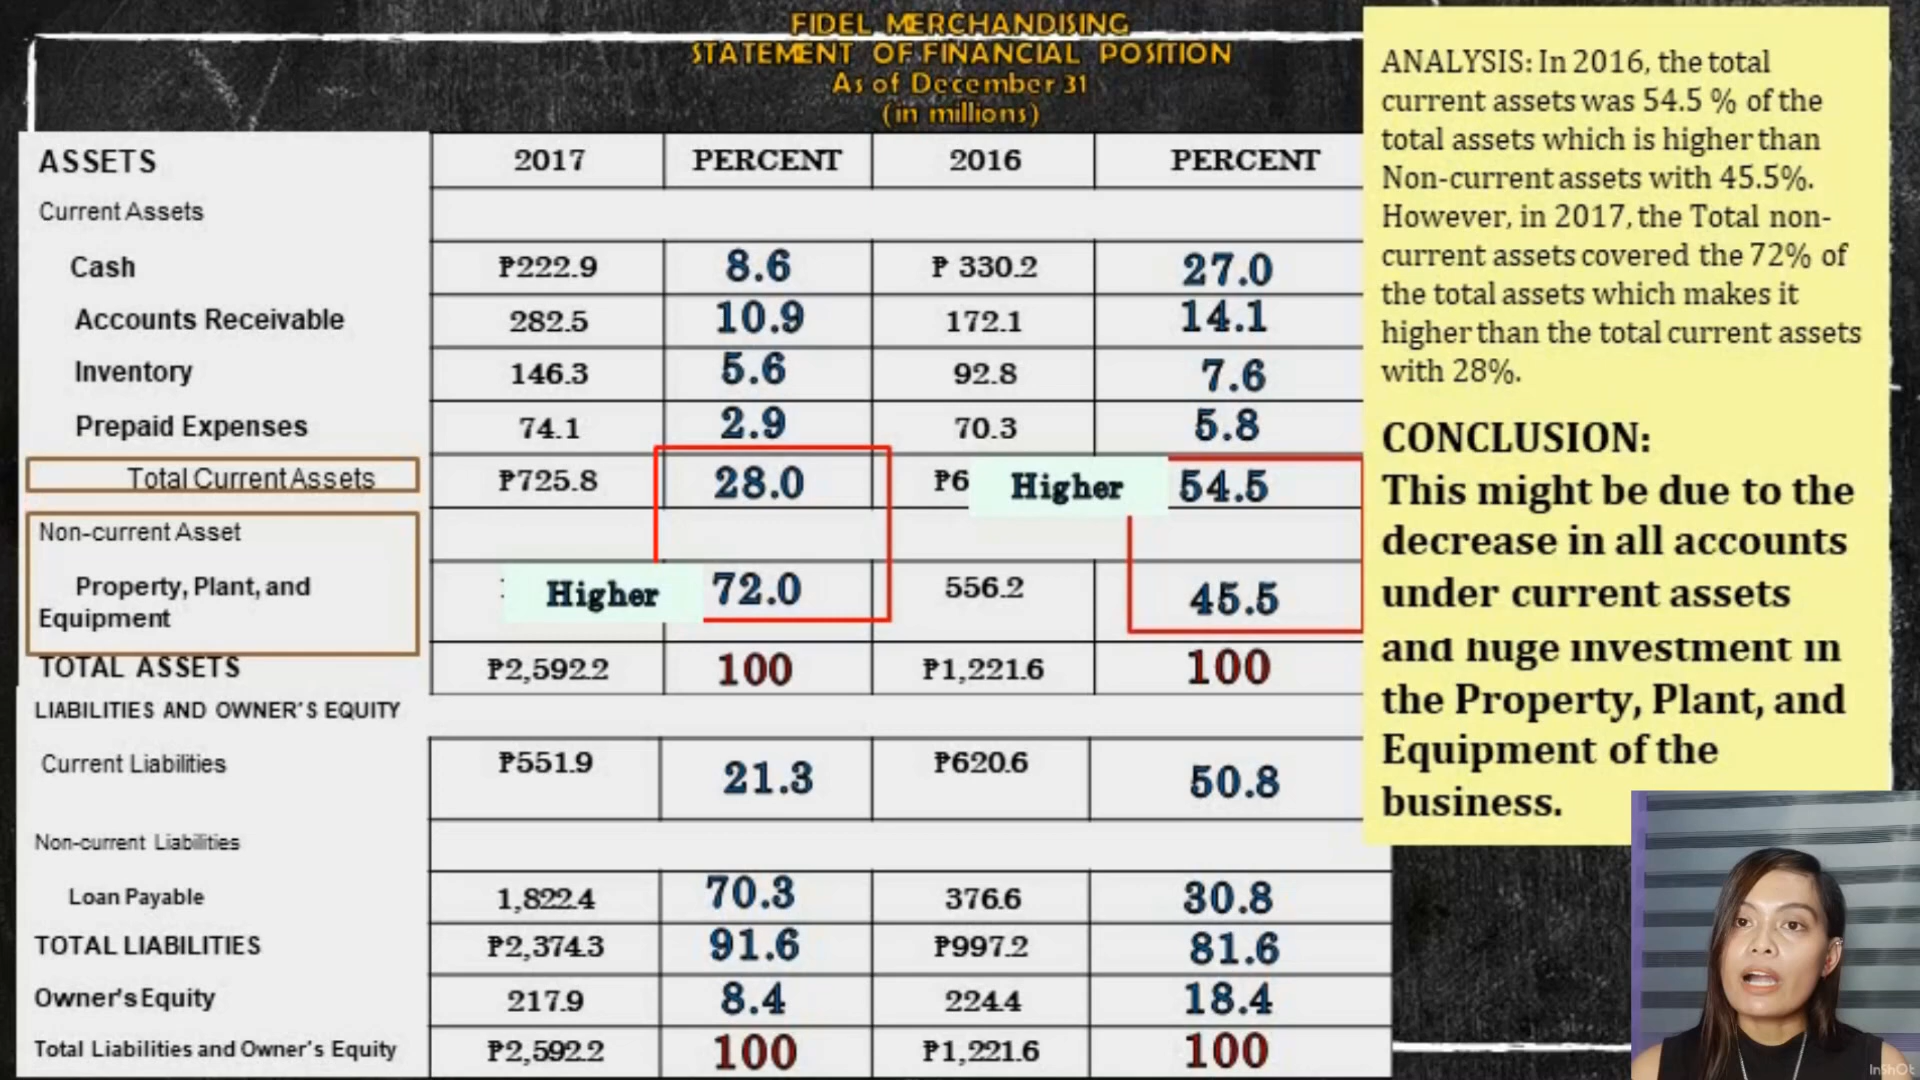 FIDEL MERCHANDISING
STATEMENT OF FINANCIAL POSITION
As of December 31
(in millions)
ASSETS 2017 PERCENT 2016 PERCENT
Current Assets
Cash ₱222.9 8.6 ₱ 330.2 27.0
Accounts Receivable 282.5 10.9 172.1 14.1
Inventory 146.3 5.6 92.8 7.6
Prepaid Expenses 74.1 2.9 70.3 5.8
Total Current Assets ₱725.8 28.0 ₱6 Higher 54.5
Non-current Asset
Property, Plant, and
Equipment Higher 72.0 556.2 45.5
TOTAL ASSETS ₱2,592.2 100 ₱1,221.6 100
LIABILITIES AND OWNER'S EQUITY
Current Liabilities ₱551.9 21.3 ₱620.6 50.8
Non-current Liabilities
Loan Payable 1,822.4 70.3 376.6 30.8
TOTAL LIABILITIES ₱2,374.3 91.6 ₱997.2 81.6
Owner's Equity 217.9 8.4 224.4 18.4
Total Liabilities and Owner's Equity ₱2,592.2 100 ₱1,221.6 100
ANALYSIS: In 2016, the total
current assets was 54.5 % of the
total assets which is higher than
Non-current assets with 45.5%.
However, in 2017, the Total non-
current assets covered the 72% of
the total assets which makes it
higher than the total current assets
with 28%.
CONCLUSION:
This might be due to the
decrease in all accounts
under current assets
and huge investment in
the Property, Plant, and
Equipment of the
business.
InShOt